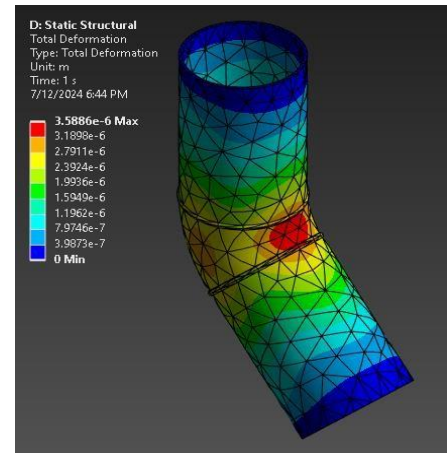 D: Static Structural
Total Deformation
Type: Total Deformation
Unit: m
Time: 1 s
7/12/2024 6:44 PM
3.5886e-6 Max
3.1898e-6
2.7911e-6
2.3924e-6
1.9936e-6
1.5949e-6
1.1962e-6
7.9746e-7
3.9873e-7
0 Min